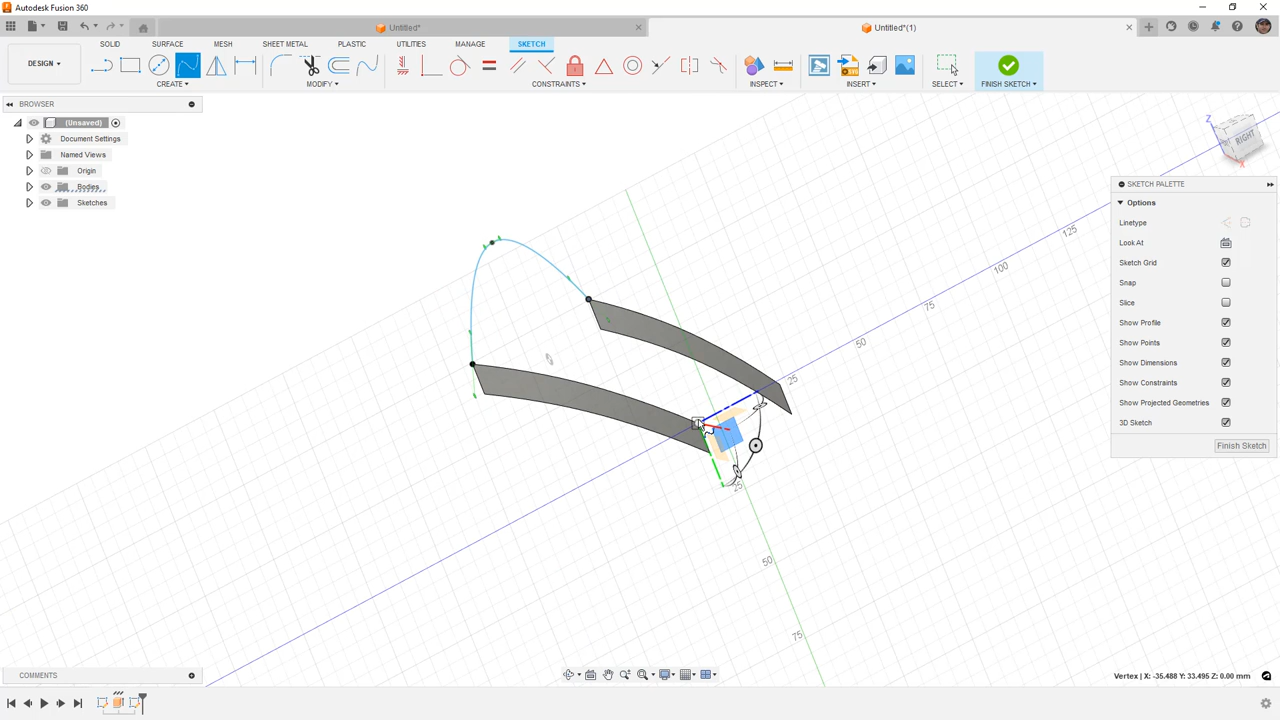 Autodesk Fusion 360
Untitled*
Untitled*(1)
SOLID SURFACE MESH SHEET METAL PLASTIC UTILITIES MANAGE SKETCH
DESIGN ▾
CREATE ▾ MODIFY ▾ CONSTRAINTS ▾ INSPECT ▾ INSERT ▾ SELECT ▾ FINISH SKETCH ▾
BROWSER
(Unsaved)
Document Settings
Named Views
Origin
Bodies
Sketches
Z
RIGHT
X
SKETCH PALETTE
Options
Linetype
Look At
Sketch Grid
Snap
Slice
Show Profile
Show Points
Show Dimensions
Show Constraints
Show Projected Geometries
3D Sketch
Finish Sketch
125
100
75
50
25
25
50
75
COMMENTS
Vertex | X: -35.488 Y: 33.495 Z: 0.00 mm